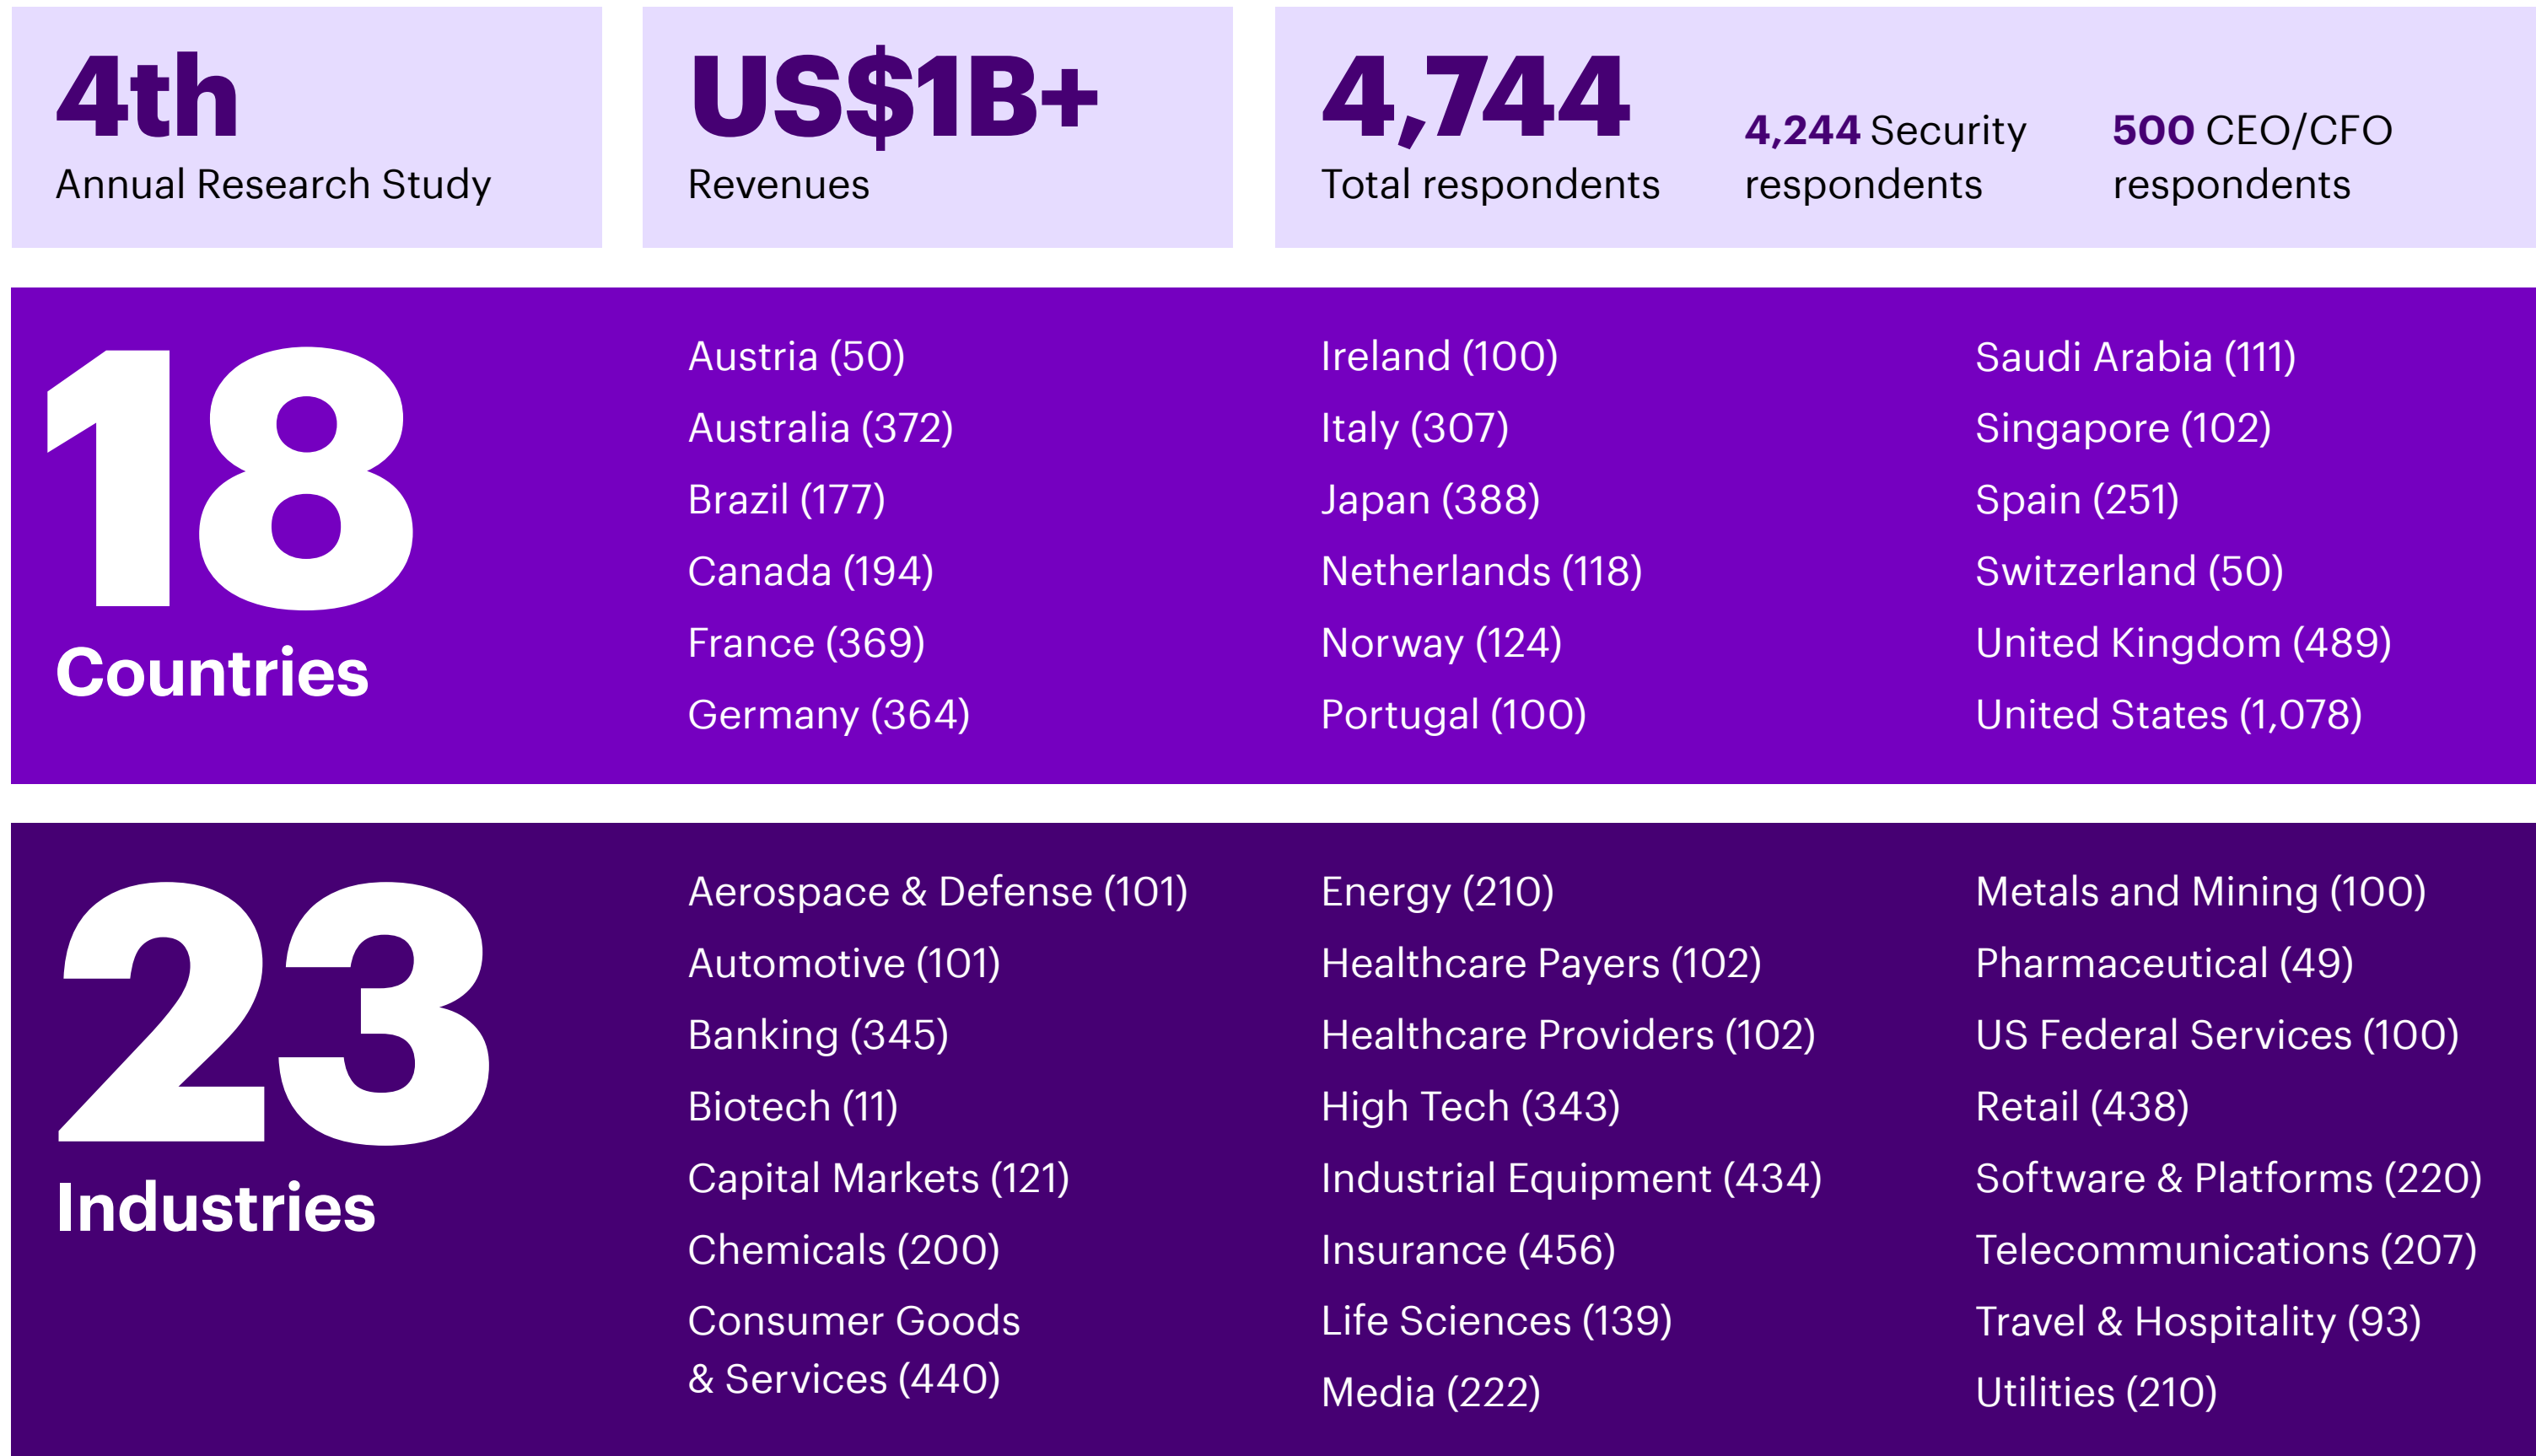 4th
Annual Research Study
US$1B+
Revenues
4,744
Total respondents
4,244 Security
respondents
500 CEO/CFO
respondents
18
Countries
Austria (50)
Australia (372)
Brazil (177)
Canada (194)
France (369)
Germany (364)
Ireland (100)
Italy (307)
Japan (388)
Netherlands (118)
Norway (124)
Portugal (100)
Saudi Arabia (111)
Singapore (102)
Spain (251)
Switzerland (50)
United Kingdom (489)
United States (1,078)
23
Industries
Aerospace & Defense (101)
Automotive (101)
Banking (345)
Biotech (11)
Capital Markets (121)
Chemicals (200)
Consumer Goods
& Services (440)
Energy (210)
Healthcare Payers (102)
Healthcare Providers (102)
High Tech (343)
Industrial Equipment (434)
Insurance (456)
Life Sciences (139)
Media (222)
Metals and Mining (100)
Pharmaceutical (49)
US Federal Services (100)
Retail (438)
Software & Platforms (220)
Telecommunications (207)
Travel & Hospitality (93)
Utilities (210)